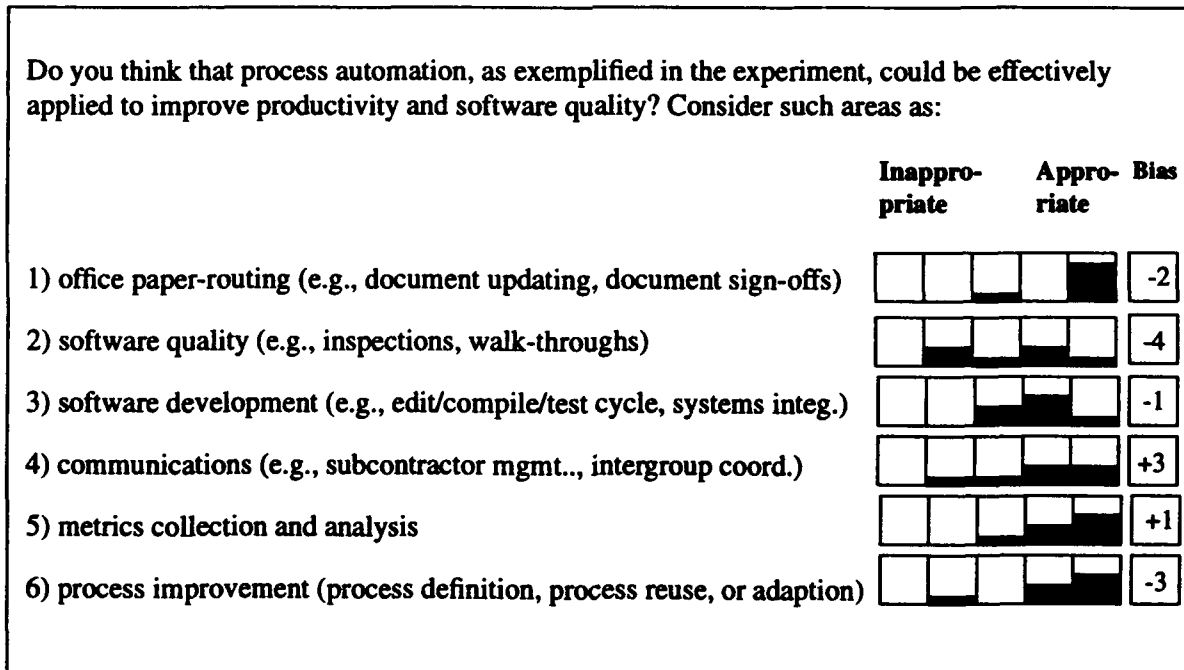 Do you think that process automation, as exemplified in the experiment, could be effectively
applied to improve productivity and software quality? Consider such areas as:
Inappro- Appro- Bias
priate riate
1) office paper-routing (e.g., document updating, document sign-offs) -2
2) software quality (e.g., inspections, walk-throughs) -4
3) software development (e.g., edit/compile/test cycle, systems integ.) -1
4) communications (e.g., subcontractor mgmt.., intergroup coord.) +3
5) metrics collection and analysis +1
6) process improvement (process definition, process reuse, or adaption) -3